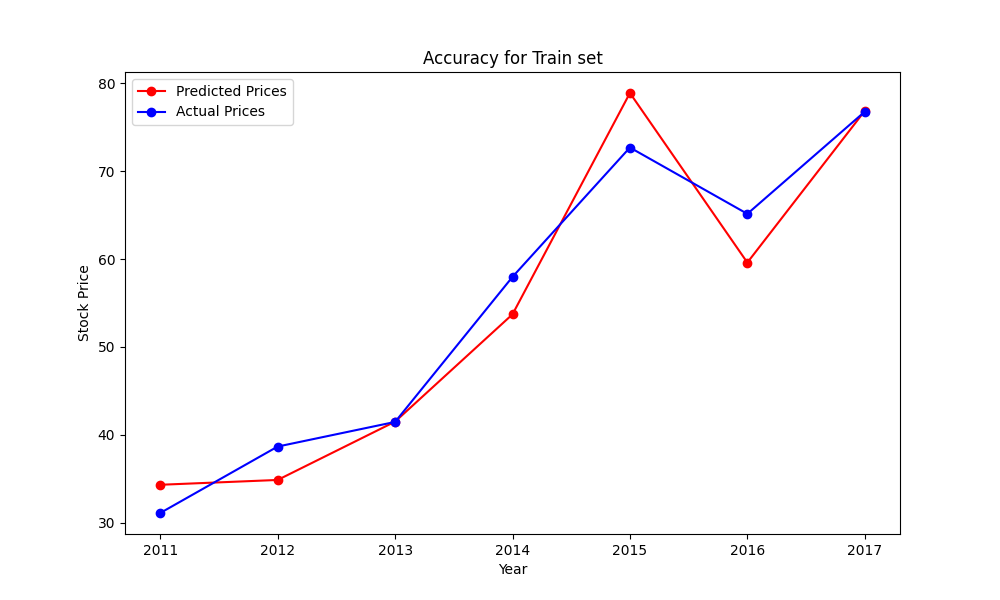 Accuracy for Train set
Predicted Prices
Actual Prices
80
70
60
50
40
30
Stock Price
2011 2012 2013 2014 2015 2016 2017
Year